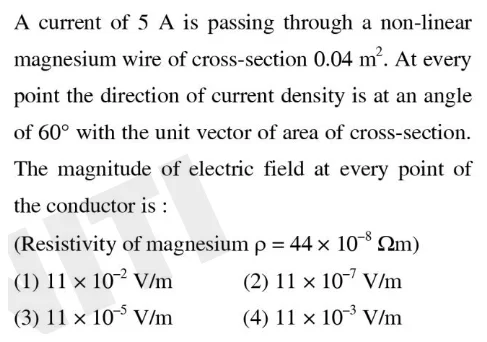 A current of 5 A is passing through a non-linear
magnesium wire of cross-section 0.04 m². At every
point the direction of current density is at an angle
of 60° with the unit vector of area of cross-section.
The magnitude of electric field at every point of
the conductor is :
(Resistivity of magnesium ρ = 44 × 10⁻⁸ Ωm)
(1) 11 × 10⁻² V/m (2) 11 × 10⁻⁷ V/m
(3) 11 × 10⁻⁵ V/m (4) 11 × 10⁻³ V/m